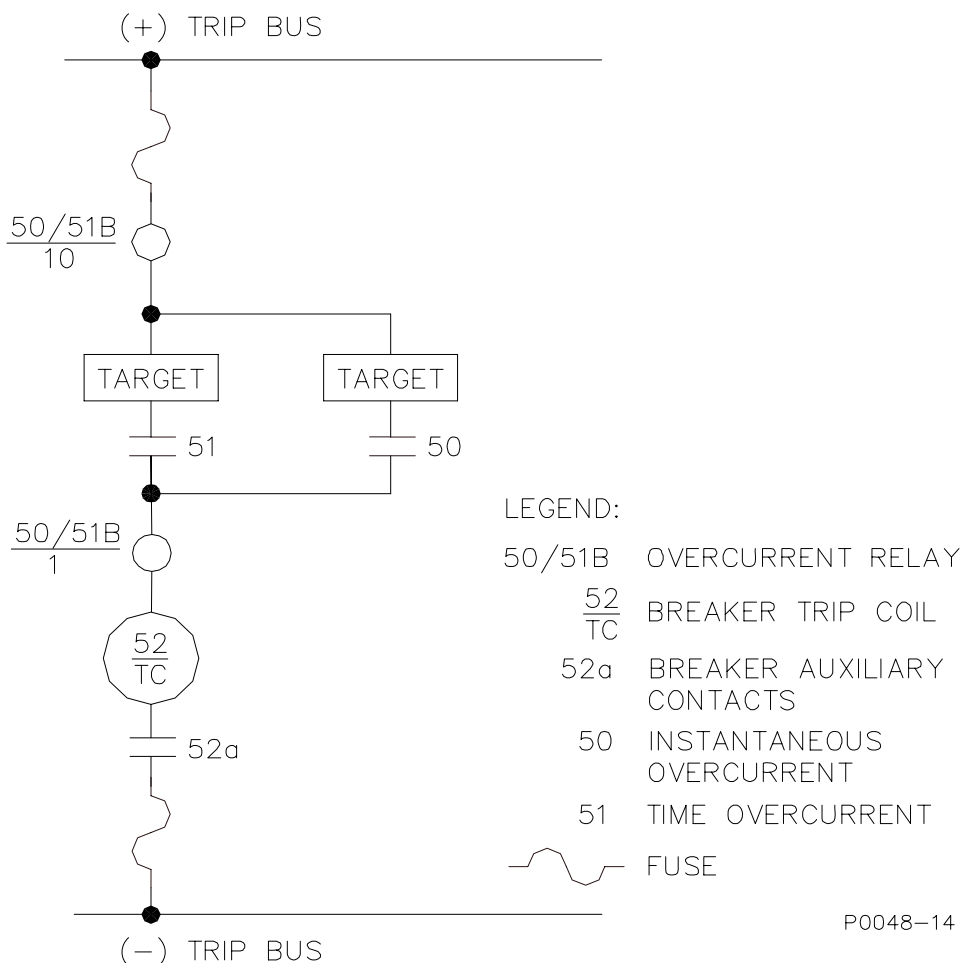 (+) TRIP BUS
50/51B
10
TARGET
TARGET
51
50
50/51B
1
52
TC
52a
(−) TRIP BUS
LEGEND:
50/51B OVERCURRENT RELAY
52
TC
BREAKER TRIP COIL
52a BREAKER AUXILIARY
CONTACTS
50 INSTANTANEOUS
OVERCURRENT
51 TIME OVERCURRENT
FUSE
P0048−14